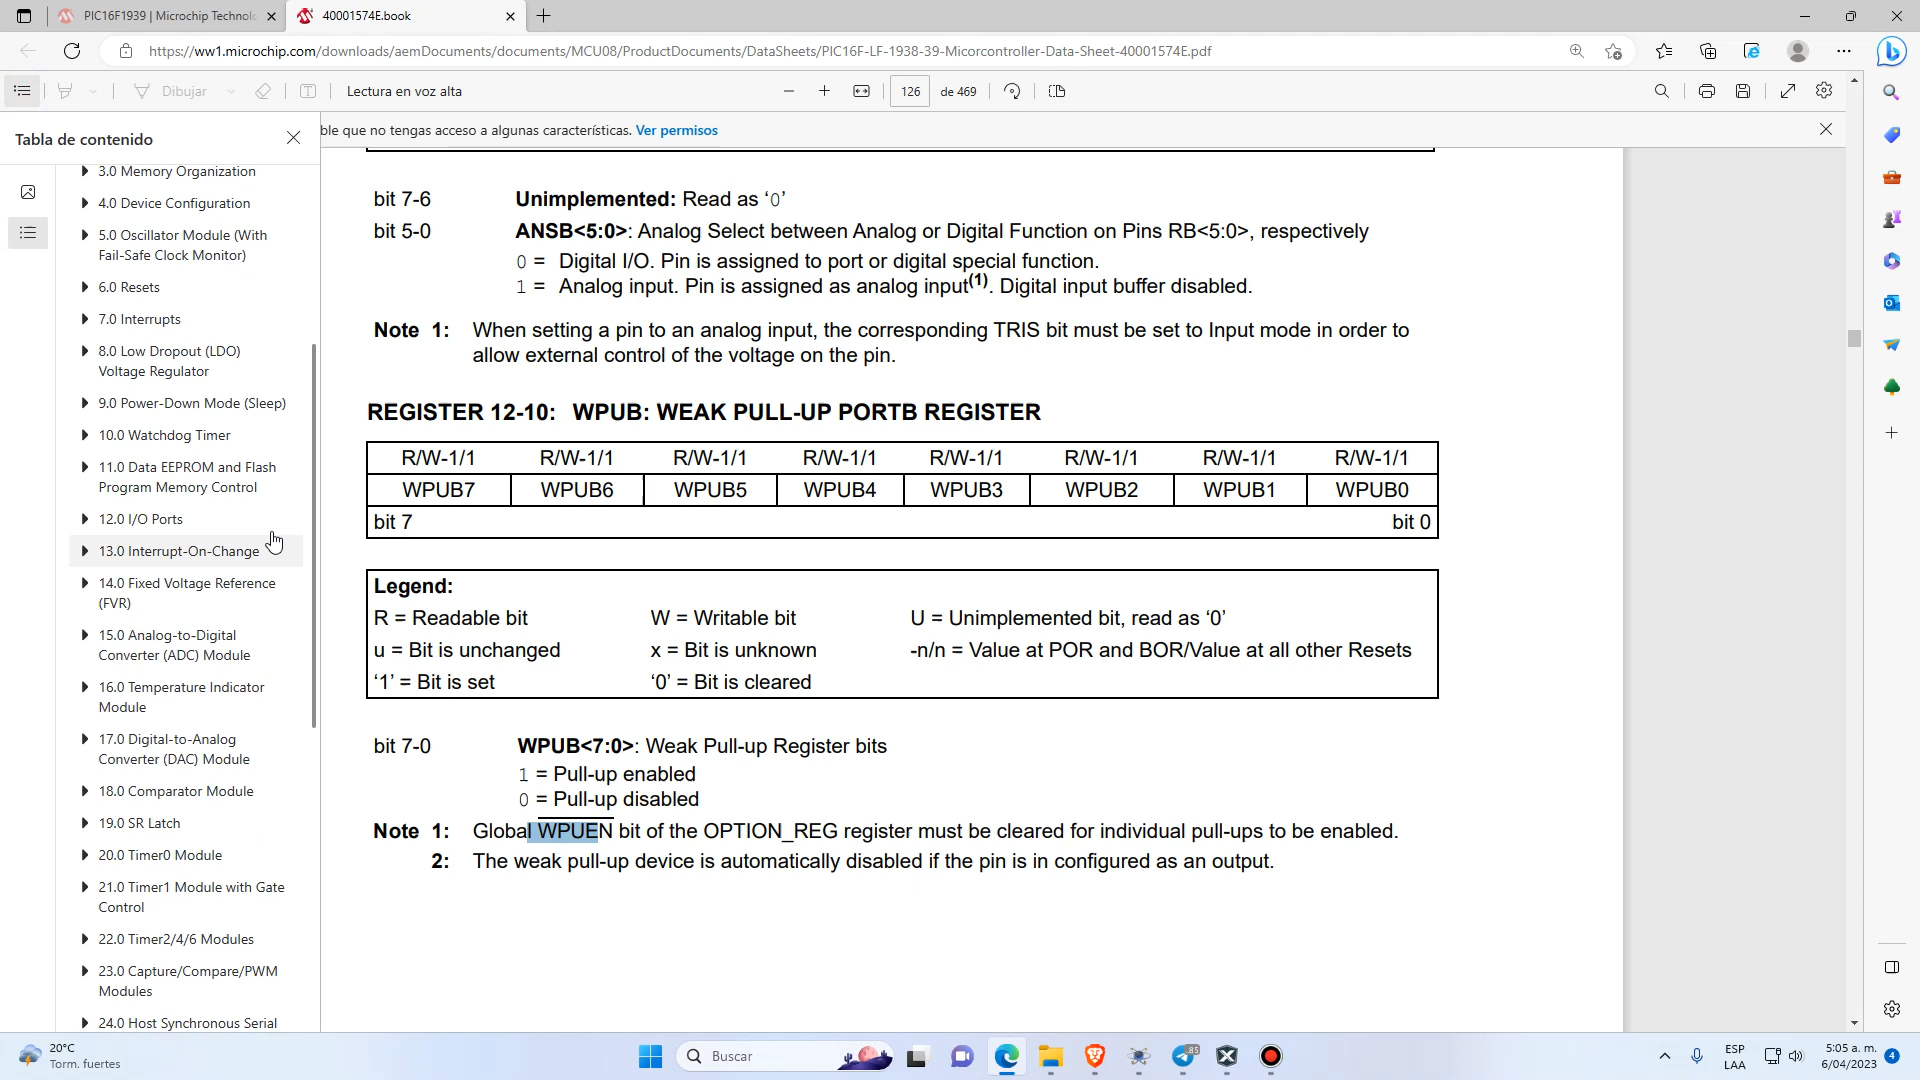 PIC16F1939 | Microchip Technolo
40001574E.book
https://ww1.microchip.com/downloads/aemDocuments/documents/MCU08/ProductDocuments/DataSheets/PIC16F-LF-1938-39-Micorcontroller-Data-Sheet-40001574E.pdf
Dibujar
Lectura en voz alta
126 de 469
Tabla de contenido
ble que no tengas acceso a algunas características. Ver permisos
3.0 Memory Organization
4.0 Device Configuration
5.0 Oscillator Module (With
Fail-Safe Clock Monitor)
6.0 Resets
7.0 Interrupts
8.0 Low Dropout (LDO)
Voltage Regulator
9.0 Power-Down Mode (Sleep)
10.0 Watchdog Timer
11.0 Data EEPROM and Flash
Program Memory Control
12.0 I/O Ports
13.0 Interrupt-On-Change
14.0 Fixed Voltage Reference
(FVR)
15.0 Analog-to-Digital
Converter (ADC) Module
16.0 Temperature Indicator
Module
17.0 Digital-to-Analog
Converter (DAC) Module
18.0 Comparator Module
19.0 SR Latch
20.0 Timer0 Module
21.0 Timer1 Module with Gate
Control
22.0 Timer2/4/6 Modules
23.0 Capture/Compare/PWM
Modules
24.0 Host Synchronous Serial
bit 7-6 Unimplemented: Read as ‘0’
bit 5-0 ANSB<5:0>: Analog Select between Analog or Digital Function on Pins RB<5:0>, respectively
0 = Digital I/O. Pin is assigned to port or digital special function.
1 = Analog input. Pin is assigned as analog input(1). Digital input buffer disabled.
Note 1: When setting a pin to an analog input, the corresponding TRIS bit must be set to Input mode in order to
allow external control of the voltage on the pin.
REGISTER 12-10: WPUB: WEAK PULL-UP PORTB REGISTER
R/W-1/1 R/W-1/1 R/W-1/1 R/W-1/1 R/W-1/1 R/W-1/1 R/W-1/1 R/W-1/1
WPUB7 WPUB6 WPUB5 WPUB4 WPUB3 WPUB2 WPUB1 WPUB0
bit 7 bit 0
Legend:
R = Readable bit W = Writable bit U = Unimplemented bit, read as ‘0’
u = Bit is unchanged x = Bit is unknown -n/n = Value at POR and BOR/Value at all other Resets
‘1’ = Bit is set ‘0’ = Bit is cleared
bit 7-0 WPUB<7:0>: Weak Pull-up Register bits
1 = Pull-up enabled
0 = Pull-up disabled
Note 1: Global WPUEN bit of the OPTION_REG register must be cleared for individual pull-ups to be enabled.
2: The weak pull-up device is automatically disabled if the pin is in configured as an output.
20°C
Torm. fuertes
Buscar
85
ESP
LAA
5:05 a. m.
6/04/2023
4